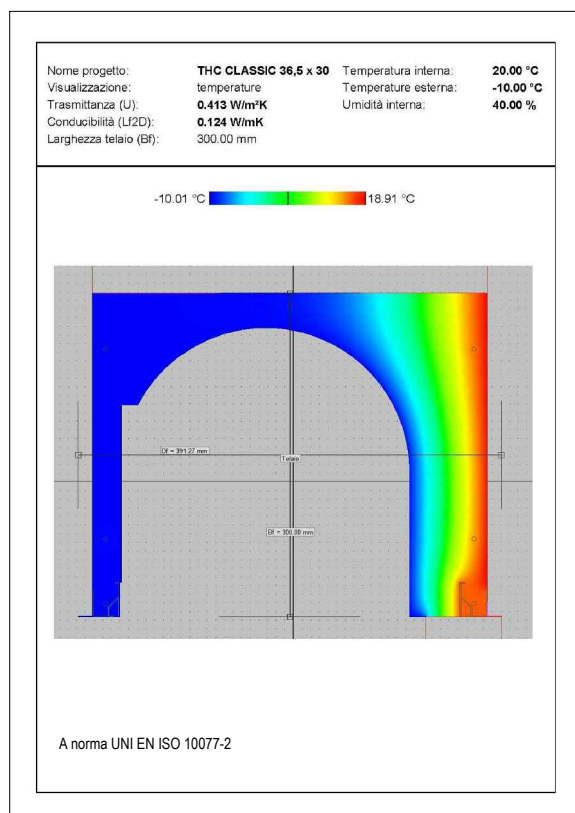 Nome progetto: THC CLASSIC 36,5 x 30 Temperatura interna: 20.00 °C
Visualizzazione: temperature Temperature esterna: -10.00 °C
Trasmittanza (U): 0.413 W/m²K Umidità interna: 40.00 %
Conducibilità (Lf2D): 0.124 W/mK
Larghezza telaio (Bf): 300.00 mm
-10.01 °C 18.91 °C
Df = 391.27 mm
Telaio
Bf = 300.00 mm
A norma UNI EN ISO 10077-2